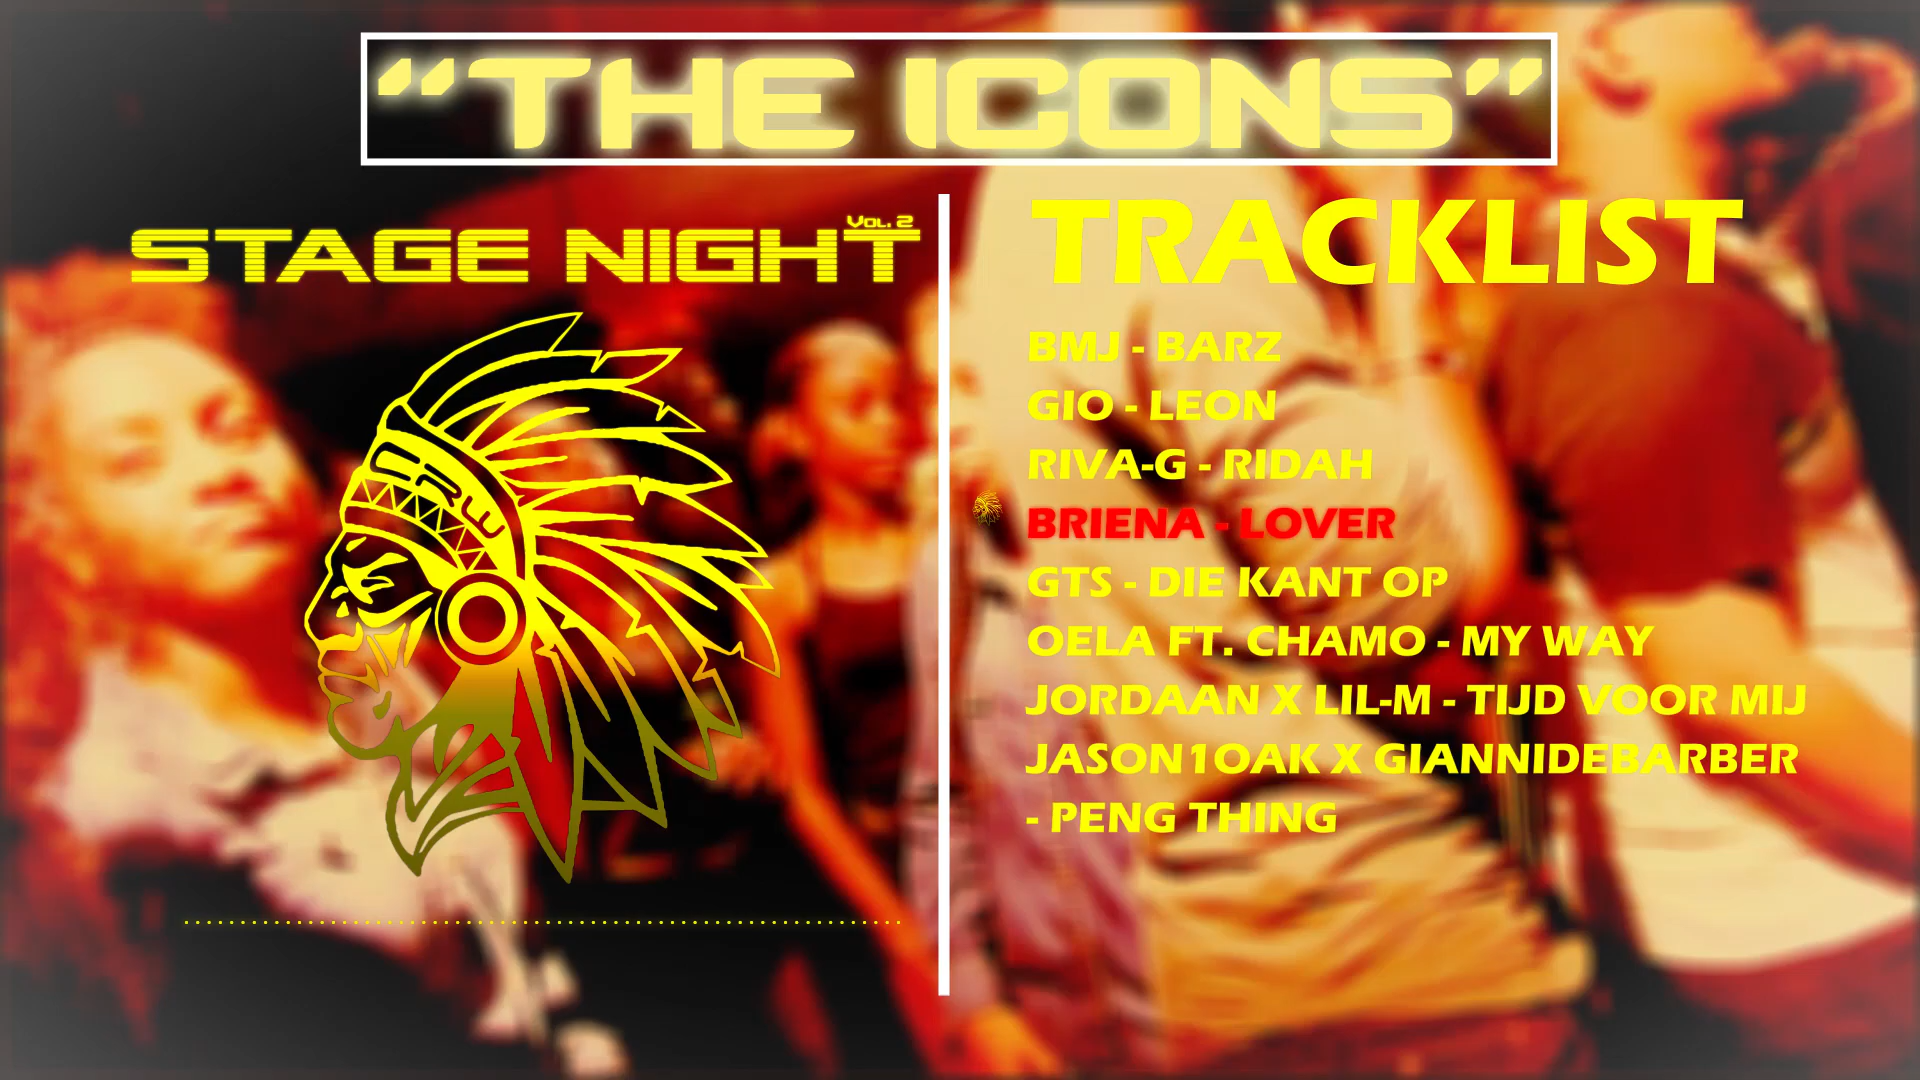 “THE ICONS”
STAGE NIGHT
VOL. 2
CRW
TRACKLIST
BMJ - BARZ
GIO - LEON
RIVA-G - RIDAH
BRIENA - LOVER
GTS - DIE KANT OP
OELA FT. CHAMO - MY WAY
JORDAAN X LIL-M - TIJD VOOR MIJ
JASON1OAK X GIANNIDEBARBER
- PENG THING